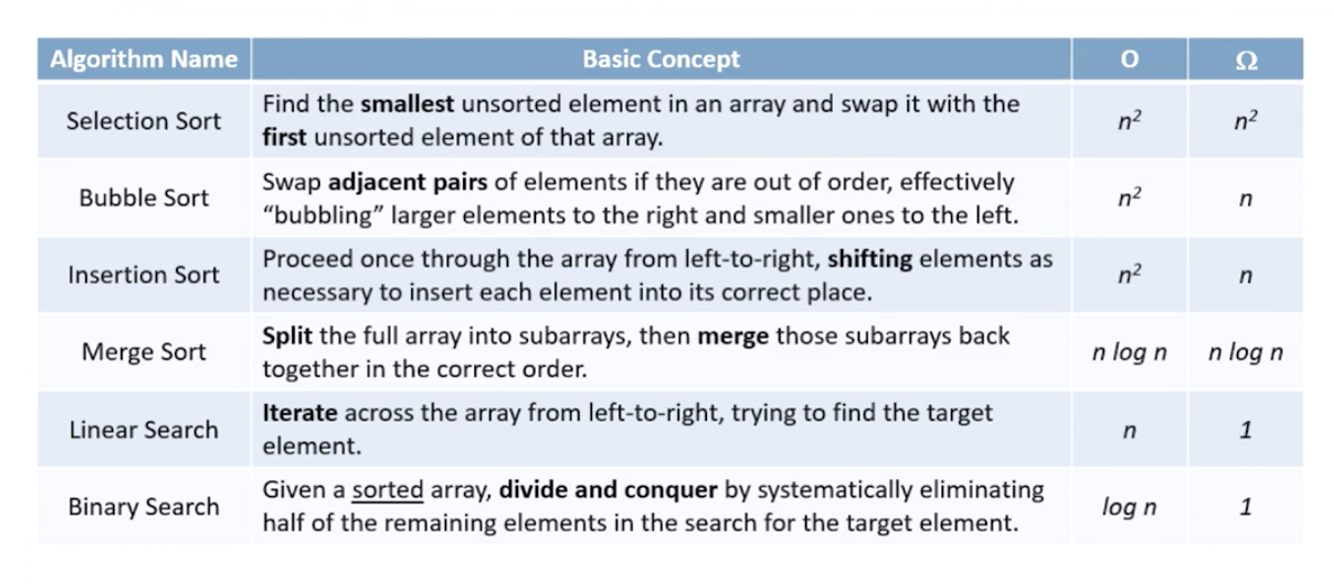 Algorithm Name Basic Concept O Ω
Selection Sort
Find the smallest unsorted element in an array and swap it with the
first unsorted element of that array.
n² n²
Bubble Sort
Swap adjacent pairs of elements if they are out of order, effectively
“bubbling” larger elements to the right and smaller ones to the left.
n² n
Insertion Sort
Proceed once through the array from left-to-right, shifting elements as
necessary to insert each element into its correct place.
n² n
Merge Sort
Split the full array into subarrays, then merge those subarrays back
together in the correct order.
n log n n log n
Linear Search
Iterate across the array from left-to-right, trying to find the target
element.
n 1
Binary Search
Given a sorted array, divide and conquer by systematically eliminating
half of the remaining elements in the search for the target element.
log n 1